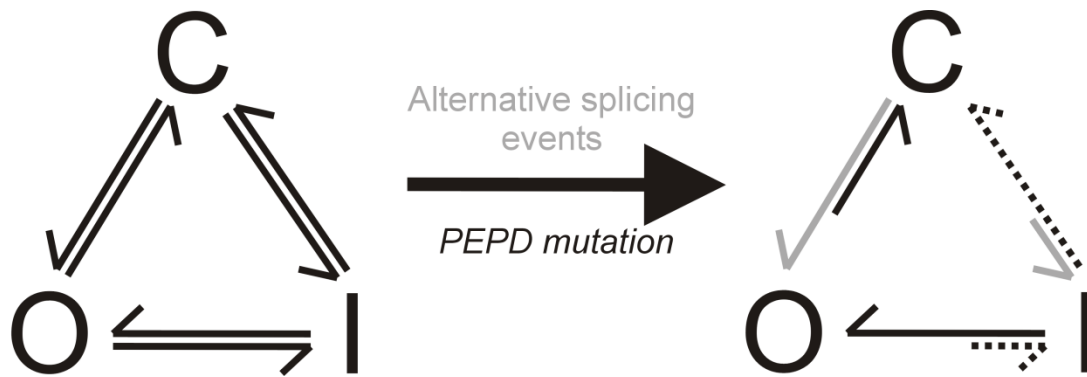 C
Alternative splicing
events
PEPD mutation
O
I
C
O
I